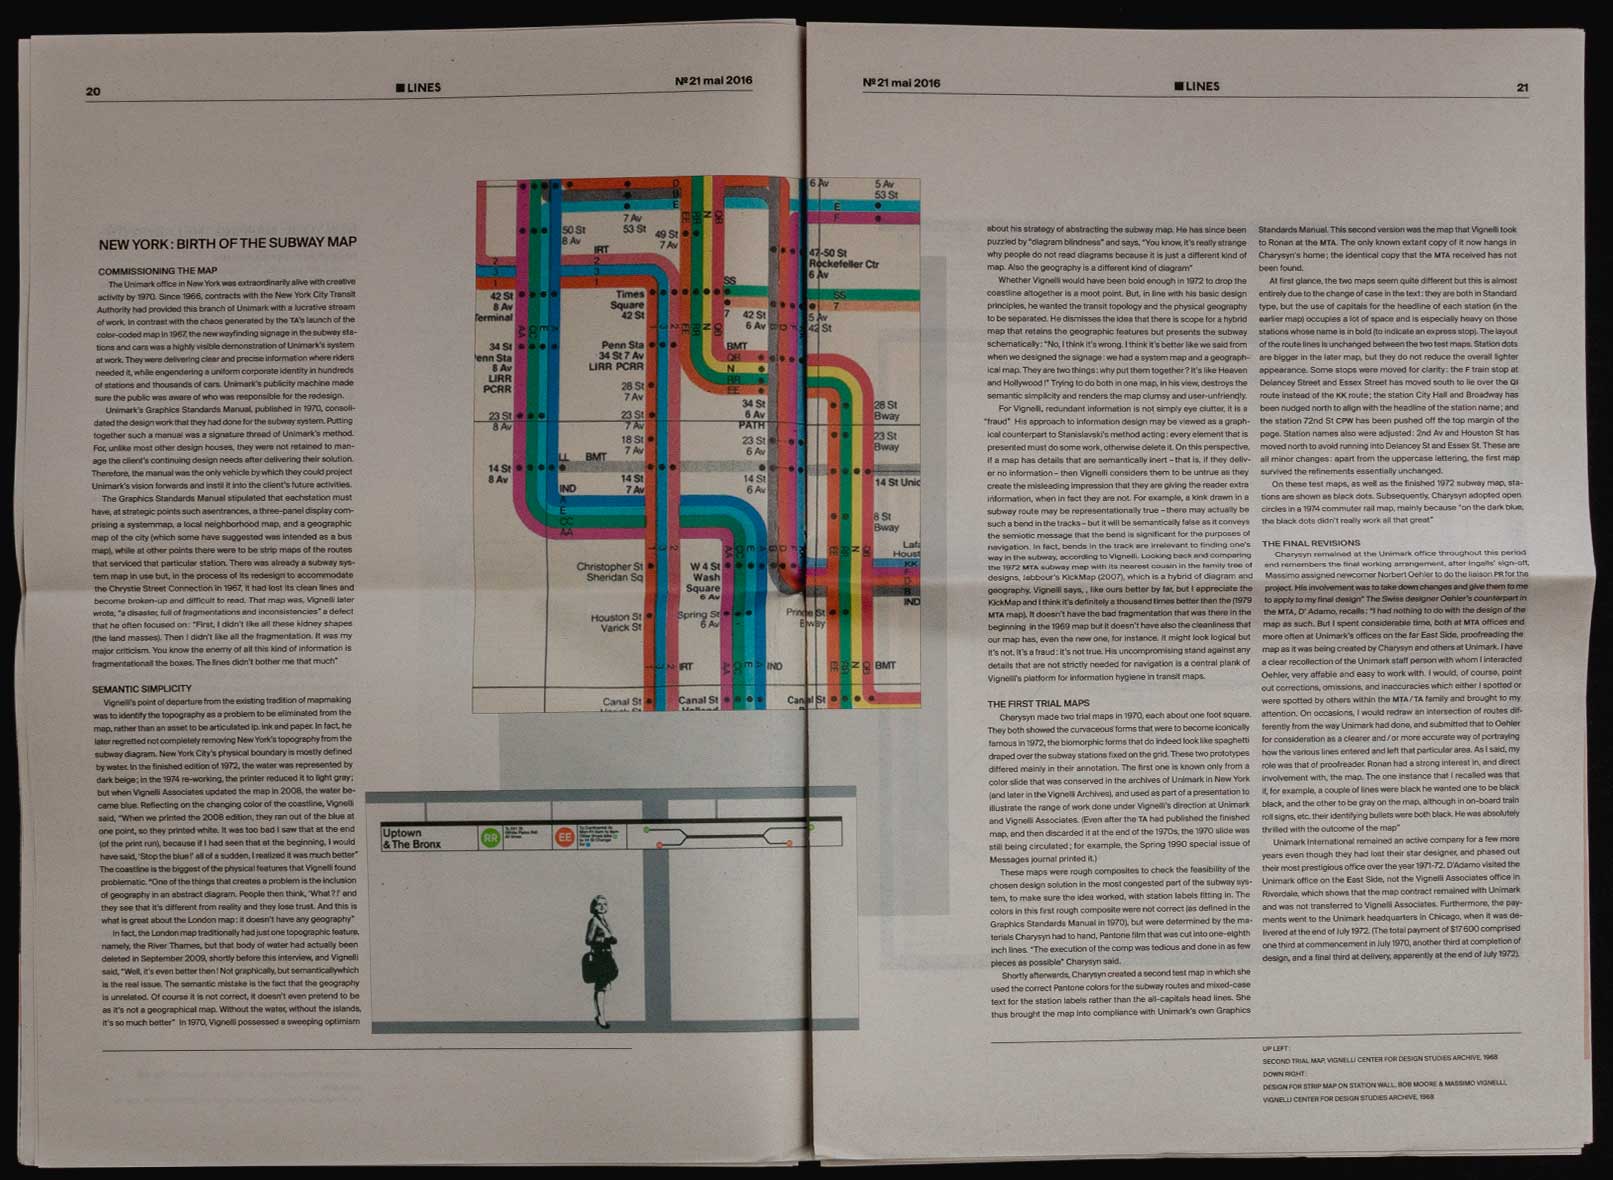 20
■ LINES
Nº 21 mai 2016
NEW YORK : BIRTH OF THE SUBWAY MAP
COMMISSIONING THE MAP
The Unimark office in New York was extraordinarily alive with creative
activity by 1970. Since 1966, contracts with the New York City Transit
Authority had provided this branch of Unimark with a lucrative stream
of work. In contrast with the chaos generated by the TA's launch of the
color-coded map in 1967, the new wayfinding signage in the subway sta-
tions and cars was a highly visible demonstration of Unimark's system
at work. They were delivering clear and precise information where riders
needed it, while engendering a uniform corporate identity in hundreds
of stations and thousands of cars. Unimark's publicity machine made
sure the public was aware of who was responsible for the redesign.
Unimark's Graphics Standards Manual, published in 1970, consoli-
dated the design work that they had done for the subway system. Putting
together such a manual was a signature thread of Unimark's method.
For, unlike most other design houses, they were not retained to man-
age the client's continuing design needs after delivering their solution.
Therefore, the manual was the only vehicle by which they could project
Unimark's vision forwards and instil it into the client's future activities.
The Graphics Standards Manual stipulated that eachstation must
have, at strategic points such asentrances, a three-panel display com-
prising a systemmap, a local neighborhood map, and a geographic
map of the city (which some have suggested was intended as a bus
map), while at other points there were to be strip maps of the routes
that serviced that particular station. There was already a subway sys-
tem map in use but, in the process of its redesign to accommodate
the Chrystie Street Connection in 1967, it had lost its clean lines and
become broken-up and difficult to read. That map was, Vignelli later
wrote, "a disaster, full of fragmentations and inconsistencies" a defect
that he often focused on: "First, I didn't like all these kidney shapes
(the land masses). Then I didn't like all the fragmentation. It was my
major criticism. You know the enemy of all this kind of information is
fragmentationall the boxes. The lines didn't bother me that much"
SEMANTIC SIMPLICITY
Vignelli's point of departure from the existing tradition of mapmaking
was to identify the topography as a problem to be eliminated from the
map, rather than an asset to be articulated ip. ink and paper. In fact, he
later regretted not completely removing New York's topography from the
subway diagram. New York City's physical boundary is mostly defined
by water. In the finished edition of 1972, the water was represented by
dark beige; in the 1974 re-working, the printer reduced it to light gray;
but when Vignelli Associates updated the map in 2008, the water be-
came blue. Reflecting on the changing color of the coastline, Vignelli
said, "When we printed the 2008 edition, they ran out of the blue at
one point, so they printed white. It was too bad I saw that at the end
(of the print run), because if I had seen that at the beginning, I would
have said, 'Stop the blue!' all of a sudden, I realized it was much better"
The coastline is the biggest of the physical features that Vignelli found
problematic. "One of the things that creates a problem is the inclusion
of geography in an abstract diagram. People then think, 'What?!' and
they see that it's different from reality and they lose trust. And this is
what is great about the London map : it doesn't have any geography"
In fact, the London map traditionally had just one topographic feature,
namely, the River Thames, but that body of water had actually been
deleted in September 2009, shortly before this interview, and Vignelli
said, "Well, it's even better then! Not graphically, but semanticallywhich
is the real issue. The semantic mistake is the fact that the geography
is unrelated. Of course it is not correct, it doesn't even pretend to be
as it's not a geographical map. Without the water, without the islands,
it's so much better" In 1970, Vignelli possessed a sweeping optimism
D
B
E
EE
RR
N
QB
50 St
8 Av
7 Av
53 St
49 St
7 Av
IRT
2
3
1
2
3
1
42 St
8 Av
Terminal
Times
Square
42 St
SS
7
42 St
6 Av
34 St
Penn Sta
8 Av
LIRR
PCRR
Penn Sta
34 St 7 Av
LIRR PCRR
BMT
QB
N
RR
EE
28 St
7 Av
34 St
6 Av
PATH
23 St
8 Av
23 St
7 Av
18 St
7 Av
23 St
6 Av
LL BMT
14 St
8 Av
14 St
7 Av
14 St
6 Av
IND
A
E
CC
AA
Christopher St
Sheridan Sq
W 4 St
Wash
Square
6 Av
Houston St
Varick St
Spring St
6 Av
Prince St
Bway
IRT
IND
BMT
Canal St
Canal St
Canal St
6 Av
5 Av
53 St
E
F
47-50 St
Rockefeller Ctr
6 Av
SS
7
5 Av
42 St
28 St
Bway
23 St
Bway
14 St Unic
8 St
Bway
Lafa
Houst
KK
F
D
B
IND
Uptown
& The Bronx
RR
EE
Nº 21 mai 2016
■ LINES
21
about his strategy of abstracting the subway map. He has since been
puzzled by "diagram blindness" and says, "You know, it's really strange
why people do not read diagrams because it is just a different kind of
map. Also the geography is a different kind of diagram"
Whether Vignelli would have been bold enough in 1972 to drop the
coastline altogether is a moot point. But, in line with his basic design
principles, he wanted the transit topology and the physical geography
to be separated. He dismisses the idea that there is scope for a hybrid
map that retains the geographic features but presents the subway
schematically : "No, I think it's wrong. I think it's better like we said from
when we designed the signage : we had a system map and a geograph-
ical map. They are two things : why put them together? It's like Heaven
and Hollywood !" Trying to do both in one map, in his view, destroys the
semantic simplicity and renders the map clumsy and user-unfriendly.
For Vignelli, redundant information is not simply eye clutter, it is a
"fraud" His approach to information design may be viewed as a graph-
ical counterpart to Stanislavski's method acting : every element that is
presented must do some work, otherwise delete it. On this perspective,
if a map has details that are semantically inert – that is, if they deliv-
er no information – then Vignelli considers them to be untrue as they
create the misleading impression that they are giving the reader extra
information, when in fact they are not. For example, a kink drawn in a
subway route may be representationally true – there may actually be
such a bend in the tracks – but it will be semantically false as it conveys
the semiotic message that the bend is significant for the purposes of
navigation. In fact, bends in the track are irrelevant to finding one's
way in the subway, according to Vignelli. Looking back and comparing
the 1972 MTA subway map with its nearest cousin in the family tree of
designs, Jabbour's KickMap (2007), which is a hybrid of diagram and
geography, Vignelli says, , like ours better by far, but I appreciate the
KickMap and I think it's definitely a thousand times better than the (1979
MTA map). It doesn't have the bad fragmentation that was there in the
beginning in the 1969 map but it doesn't have also the cleanliness that
our map has, even the new one, for instance. It might look logical but
it's not. It's a fraud : it's not true. His uncompromising stand against any
details that are not strictly needed for navigation is a central plank of
Vignelli's platform for information hygiene in transit maps.
THE FIRST TRIAL MAPS
Charysyn made two trial maps in 1970, each about one foot square.
They both showed the curvaceous forms that were to become iconically
famous in 1972, the biomorphic forms that do indeed look like spaghetti
draped over the subway stations fixed on the grid. These two prototypes
differed mainly in their annotation. The first one is known only from a
color slide that was conserved in the archives of Unimark in New York
(and later in the Vignelli Archives), and used as part of a presentation to
illustrate the range of work done under Vignelli's direction at Unimark
and Vignelli Associates. (Even after the TA had published the finished
map, and then discarded it at the end of the 1970s, the 1970 slide was
still being circulated ; for example, the Spring 1990 special issue of
Messages journal printed it.)
These maps were rough composites to check the feasibility of the
chosen design solution in the most congested part of the subway sys-
tem, to make sure the idea worked, with station labels fitting in. The
colors in this first rough composite were not correct (as defined in the
Graphics Standards Manual in 1970), but were determined by the ma-
terials Charysyn had to hand, Pantone film that was cut into one-eighth
inch lines. "The execution of the comp was tedious and done in as few
pieces as possible" Charysyn said.
Shortly afterwards, Charysyn created a second test map in which she
used the correct Pantone colors for the subway routes and mixed-case
text for the station labels rather than the all-capitals head lines. She
thus brought the map into compliance with Unimark's own Graphics
Standards Manual. This second version was the map that Vignelli took
to Ronan at the MTA. The only known extant copy of it now hangs in
Charysyn's home ; the identical copy that the MTA received has not
been found.
At first glance, the two maps seem quite different but this is almost
entirely due to the change of case in the text : they are both in Standard
type, but the use of capitals for the headline of each station (in the
earlier map) occupies a lot of space and is especially heavy on those
stations whose name is in bold (to indicate an express stop). The layout
of the route lines is unchanged between the two test maps. Station dots
are bigger in the later map, but they do not reduce the overall lighter
appearance. Some stops were moved for clarity : the F train stop at
Delancey Street and Essex Street has moved south to lie over the QI
route instead of the KK route ; the station City Hall and Broadway has
been nudged north to align with the headline of the station name ; and
the station 72nd St CPW has been pushed off the top margin of the
page. Station names also were adjusted : 2nd Av and Houston St has
moved north to avoid running into Delancey St and Essex St. These are
all minor changes : apart from the uppercase lettering, the first map
survived the refinements essentially unchanged.
On these test maps, as well as the finished 1972 subway map, sta-
tions are shown as black dots. Subsequently, Charysyn adopted open
circles in a 1974 commuter rail map, mainly because "on the dark blue,
the black dots didn't really work all that great"
THE FINAL REVISIONS
Charysyn remained at the Unimark office throughout this period
end remembers the final working arrangement, after Ingalls' sign-off,
Massimo assigned newcomer Norbert Oehler to do the liaison PR for the
project. His involvement was to take down changes and give them to me
to apply to my final design" The Swiss designer Oehler's counterpart in
the MTA, D' Adamo, recalls : "I had nothing to do with the design of the
map as such. But I spent considerable time, both at MTA offices and
more often at Unimark's offices on the far East Side, proofreading the
map as it was being created by Charysyn and others at Unimark. I have
a clear recollection of the Unimark staff person with whom I interacted
Oehler, very affable and easy to work with. I would, of course, point
out corrections, omissions, and inaccuracies which either I spotted or
were spotted by others within the MTA/TA family and brought to my
attention. On occasions, I would redraw an intersection of routes dif-
ferently from the way Unimark had done, and submitted that to Oehler
for consideration as a clearer and / or more accurate way of portraying
how the various lines entered and left that particular area. As I said, my
role was that of proofreader. Ronan had a strong interest in, and direct
involvement with, the map. The one instance that I recalled was that
if, for example, a couple of lines were black he wanted one to be black
black, and the other to be gray on the map, although in on-board train
roll signs, etc. their identifying bullets were both black. He was absolutely
thrilled with the outcome of the map"
Unimark International remained an active company for a few more
years even though they had lost their star designer, and phased out
their most prestigious office over the year 1971-72. D'Adamo visited the
Unimark office on the East Side, not the Vignelli Associates office in
Riverdale, which shows that the map contract remained with Unimark
and was not transferred to Vignelli Associates. Furthermore, the pay-
ments went to the Unimark headquarters in Chicago, when it was de-
livered at the end of July 1972. (The total payment of $17 600 comprised
one third at commencement in July 1970, another third at completion of
design, and a final third at delivery, apparently at the end of July 1972).
UP LEFT :
SECOND TRIAL MAP, VIGNELLI CENTER FOR DESIGN STUDIES ARCHIVE, 1968
DOWN RIGHT :
DESIGN FOR STRIP MAP ON STATION WALL, BOB MOORE & MASSIMO VIGNELLI,
VIGNELLI CENTER FOR DESIGN STUDIES ARCHIVE, 1968